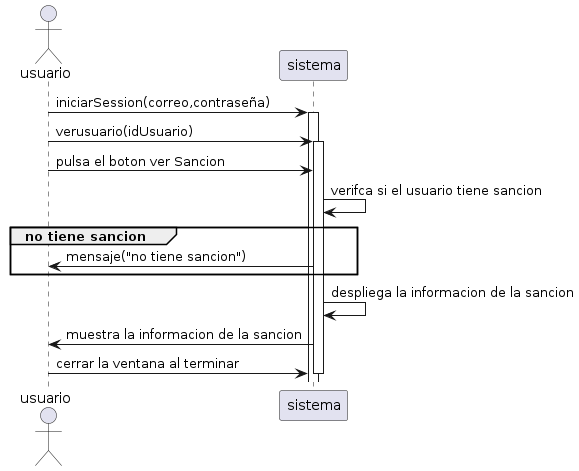 usuario
sistema
iniciarSession(correo,contraseña)
verusuario(idUsuario)
pulsa el boton ver Sancion
verifca si el usuario tiene sancion
no tiene sancion
mensaje("no tiene sancion")
despliega la informacion de la sancion
muestra la informacion de la sancion
cerrar la ventana al terminar
usuario
sistema